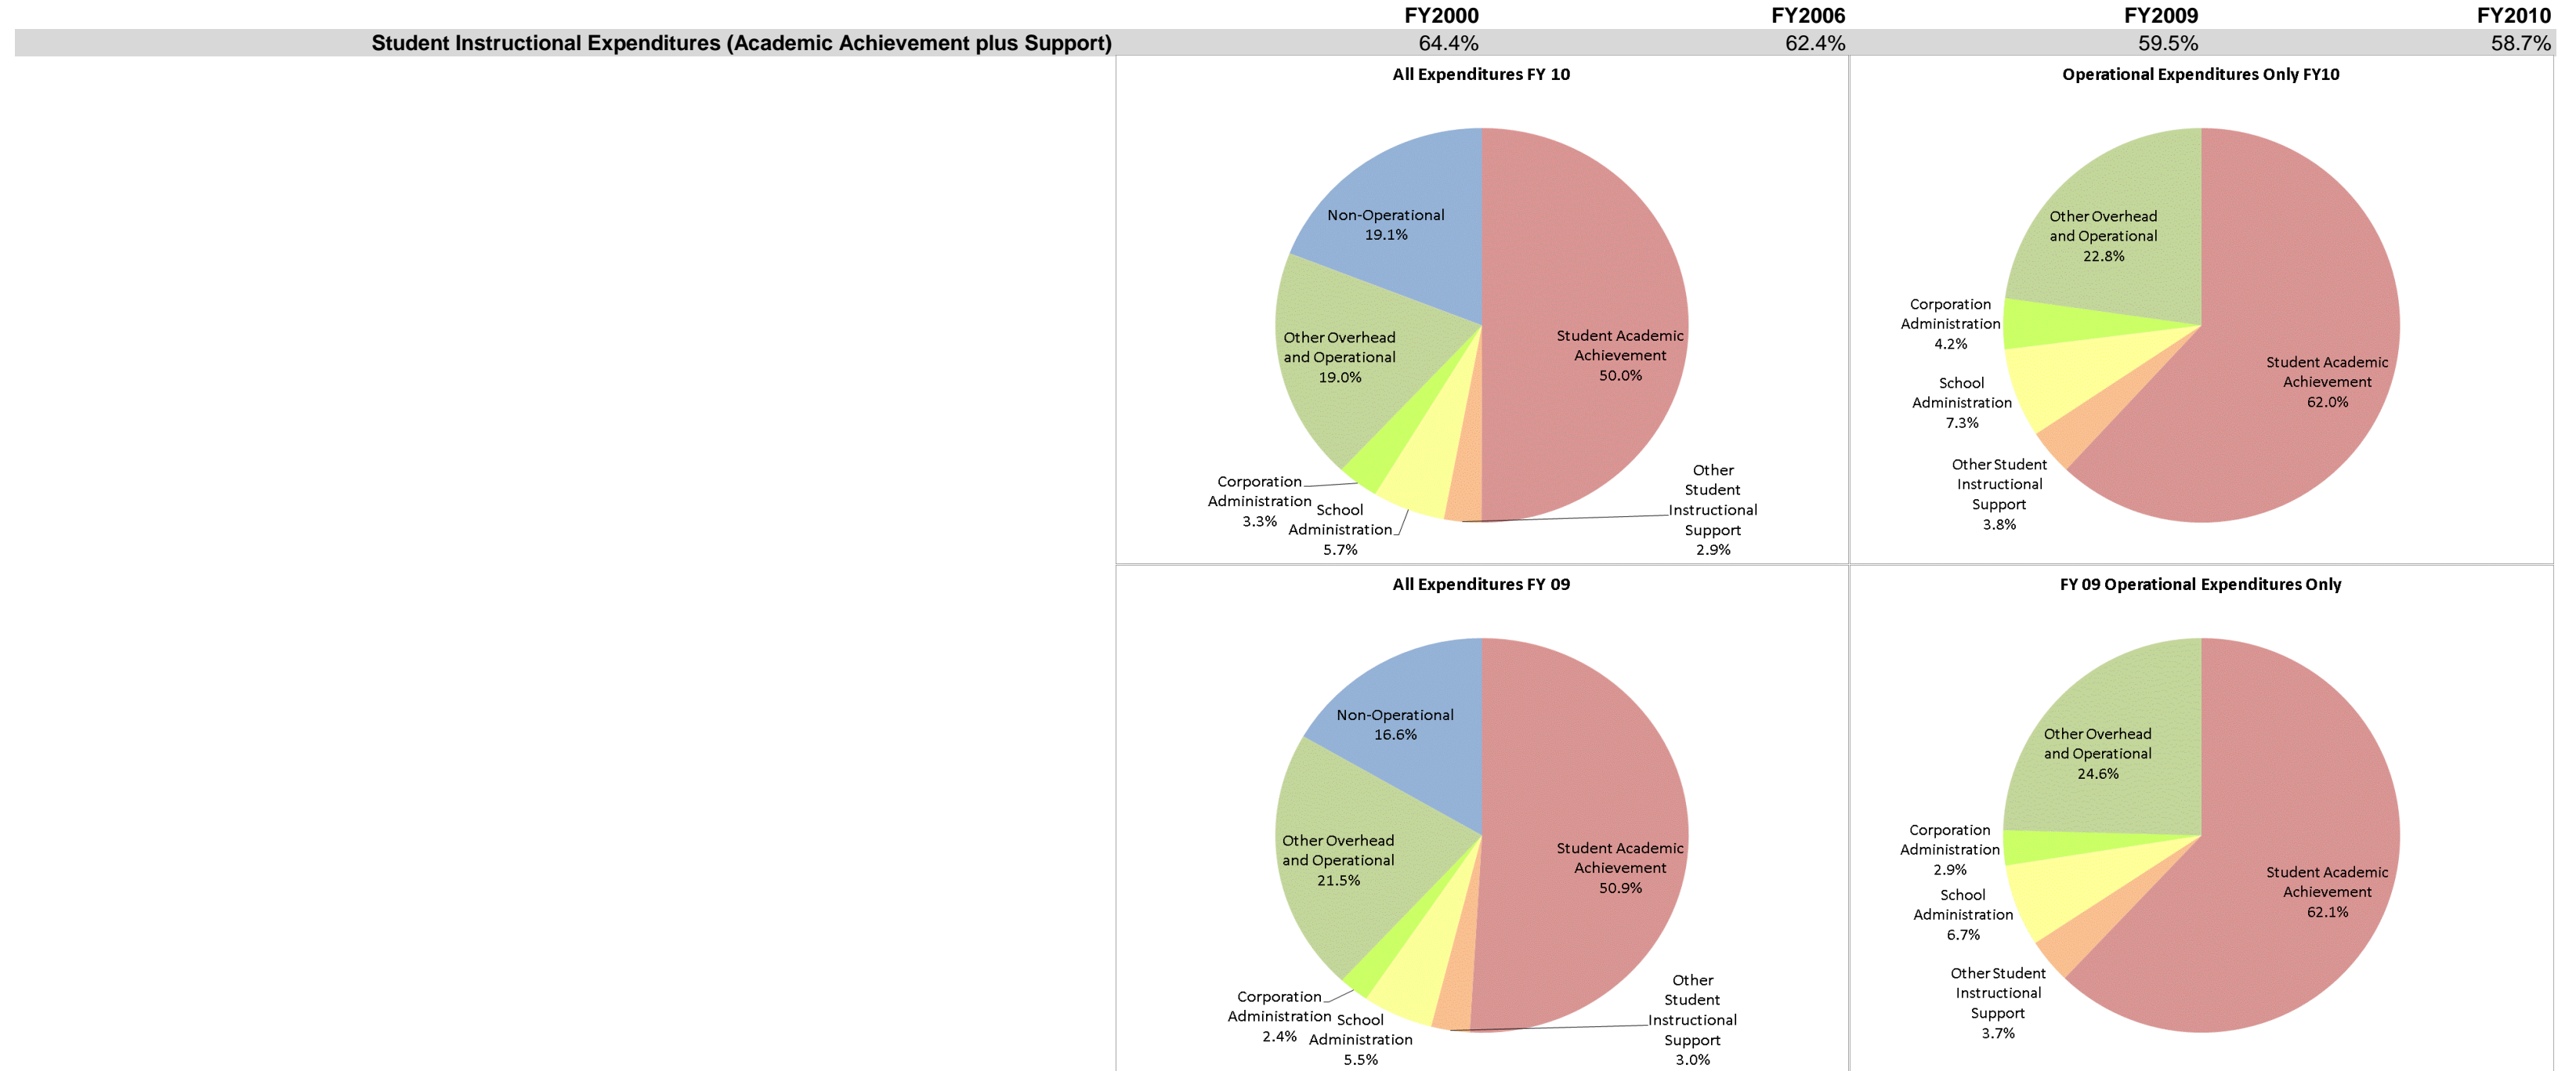 FY2000 FY2006 FY2009 FY2010
Student Instructional Expenditures (Academic Achievement plus Support) 64.4% 62.4% 59.5% 58.7%
All Expenditures FY 10
Non-Operational
19.1%
Student Academic
Achievement
50.0%
Other Overhead
and Operational
19.0%
Corporation
Administration
3.3%
School
Administration
5.7%
Other
Student
Instructional
Support
2.9%
Operational Expenditures Only FY10
Other Overhead
and Operational
22.8%
Corporation
Administration
4.2%
Student Academic
Achievement
62.0%
School
Administration
7.3%
Other Student
Instructional
Support
3.8%
All Expenditures FY 09
Non-Operational
16.6%
Other Overhead
and Operational
21.5%
Student Academic
Achievement
50.9%
Corporation
Administration
2.4%
School
Administration
5.5%
Other
Student
Instructional
Support
3.0%
FY 09 Operational Expenditures Only
Other Overhead
and Operational
24.6%
Corporation
Administration
2.9%
Student Academic
Achievement
62.1%
School
Administration
6.7%
Other Student
Instructional
Support
3.7%